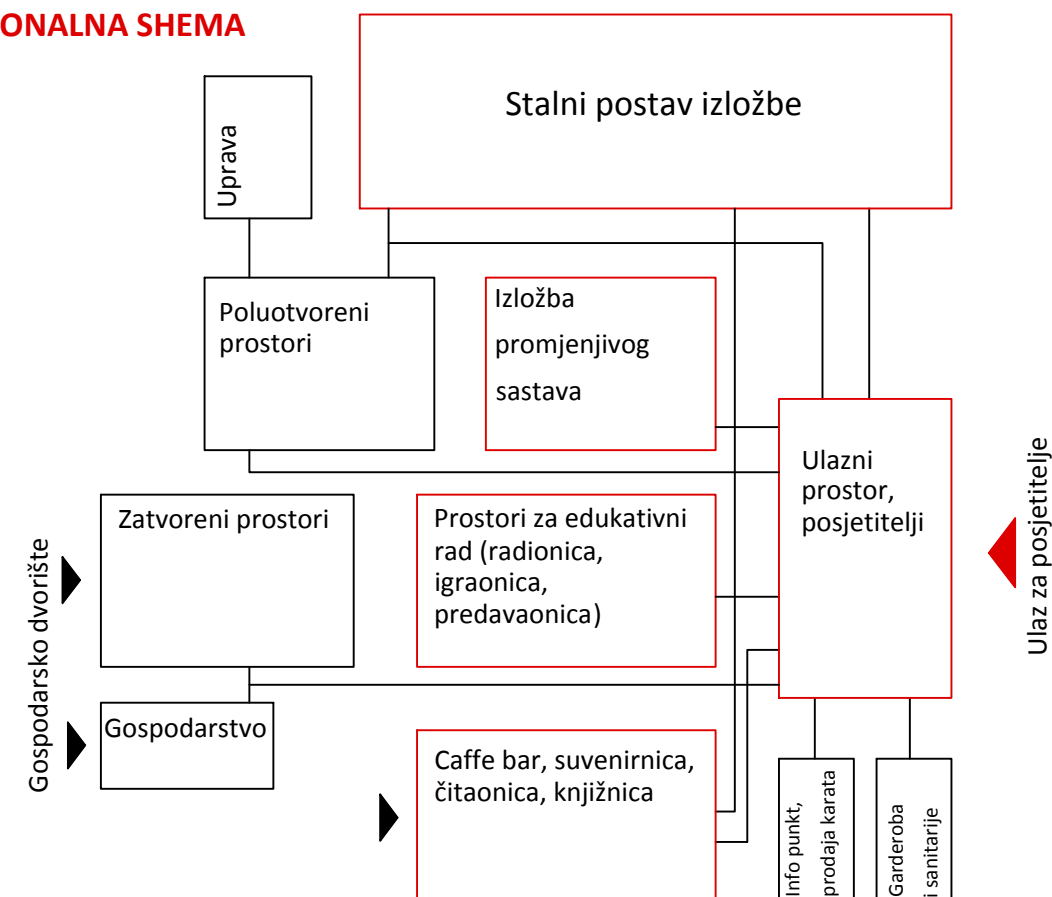 ONALNA SHEMA
Stalni postav izložbe
Uprava
Poluotvoreni
prostori
Izložba
promjenjivog
sastava
Ulazni
prostor,
posjetitelji
Ulaz za posjetitelje
Zatvoreni prostori
Prostori za edukativni
rad (radionica,
igraonica,
predavaonica)
Gospodarsko dvorište
Gospodarstvo
Caffe bar, suvenirnica,
čitaonica, knjižnica
Info punkt,
prodaja karata
Garderoba
i sanitarije